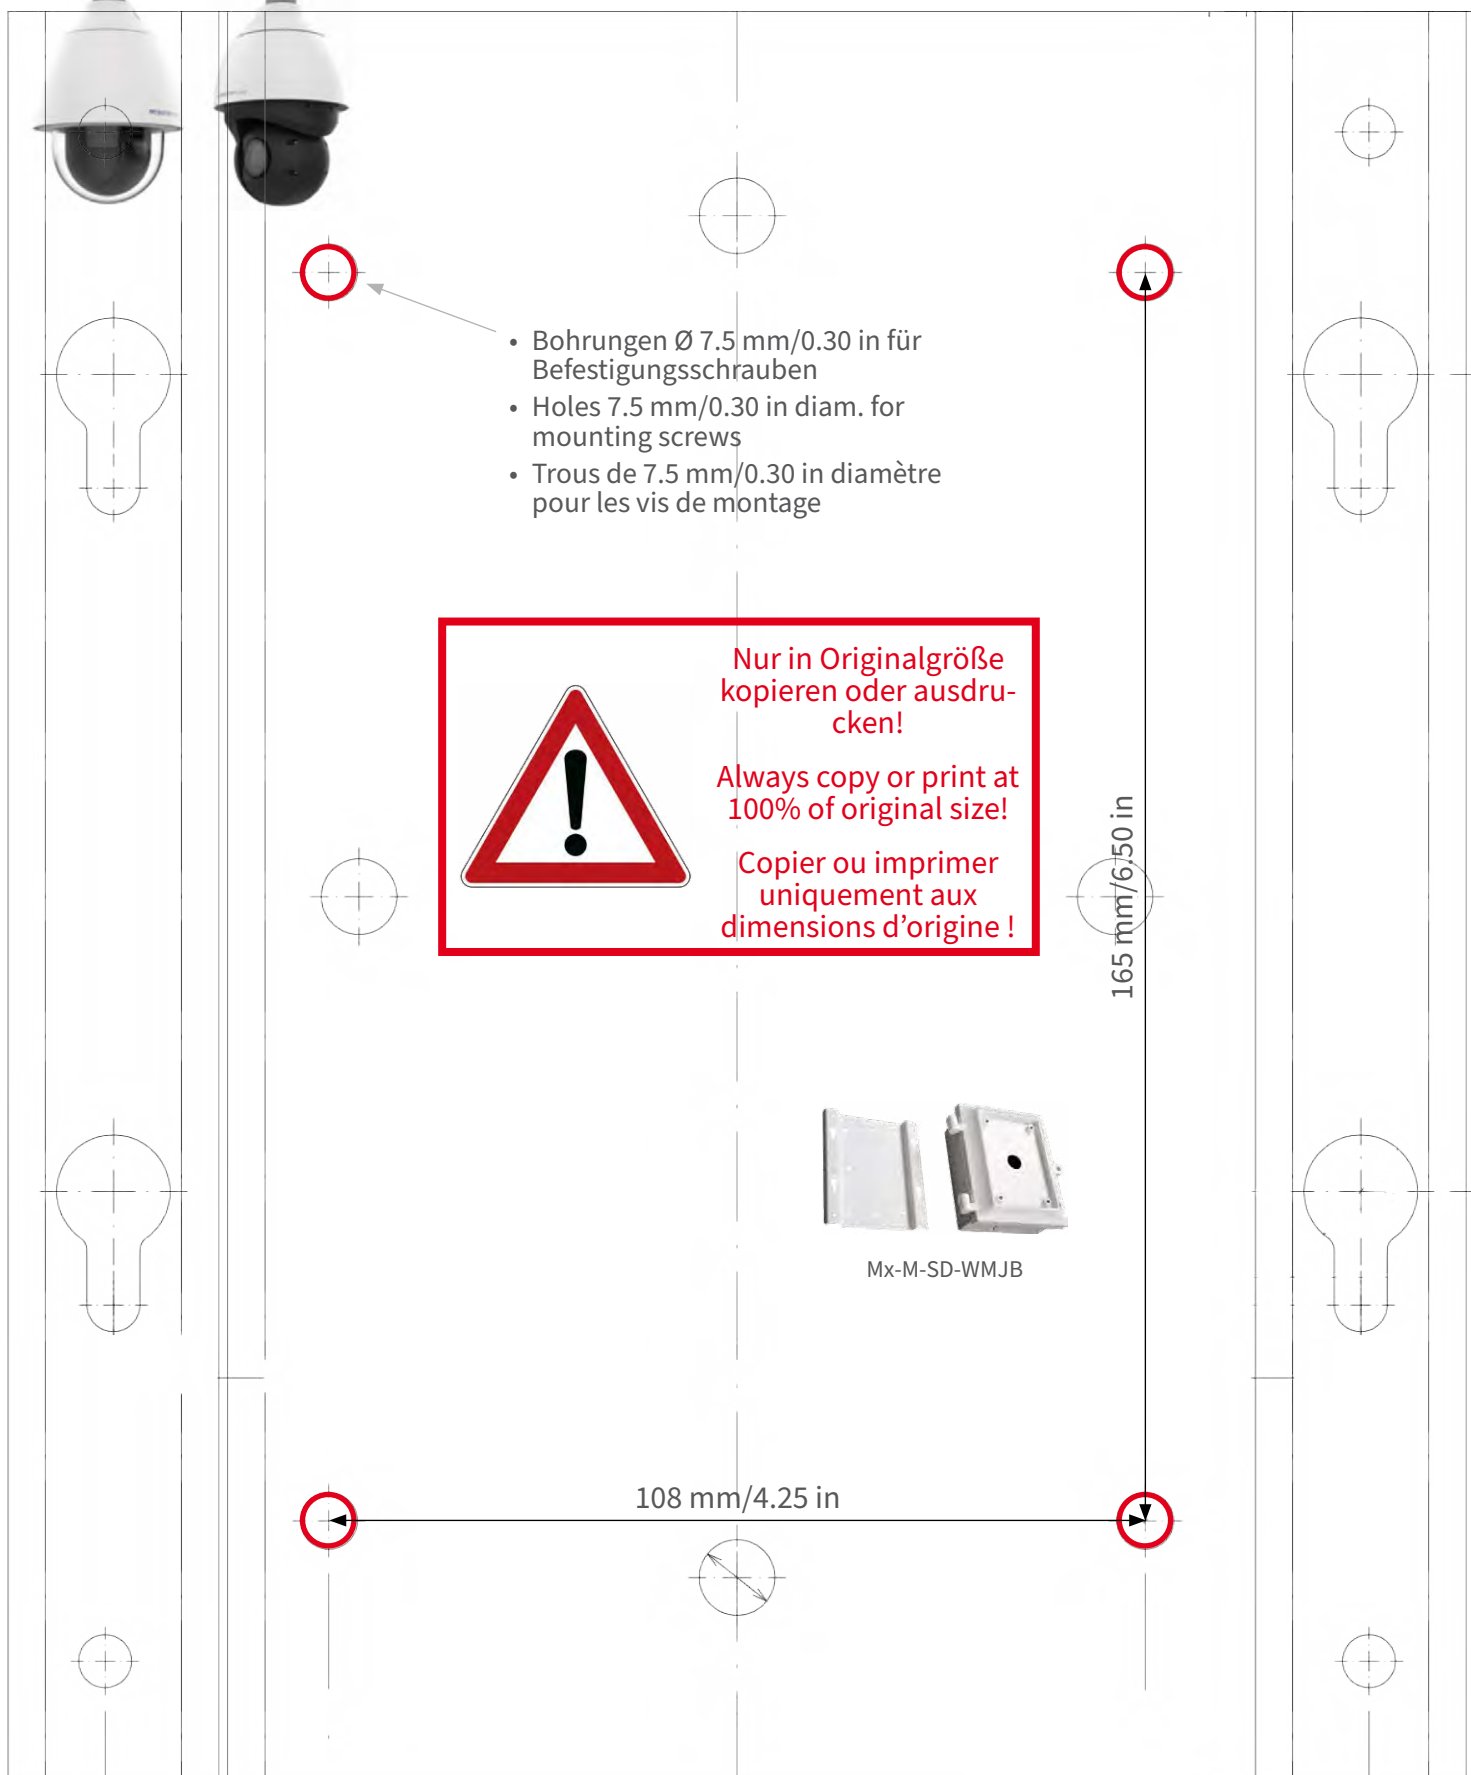 • Bohrungen Ø 7.5 mm/0.30 in für
Befestigungsschrauben
• Holes 7.5 mm/0.30 in diam. for
mounting screws
• Trous de 7.5 mm/0.30 in diamètre
pour les vis de montage
Nur in Originalgröße
kopieren oder ausdru-
cken!
Always copy or print at
100% of original size!
Copier ou imprimer
uniquement aux
dimensions d’origine !
165 mm/6.50 in
Mx-M-SD-WMJB
108 mm/4.25 in